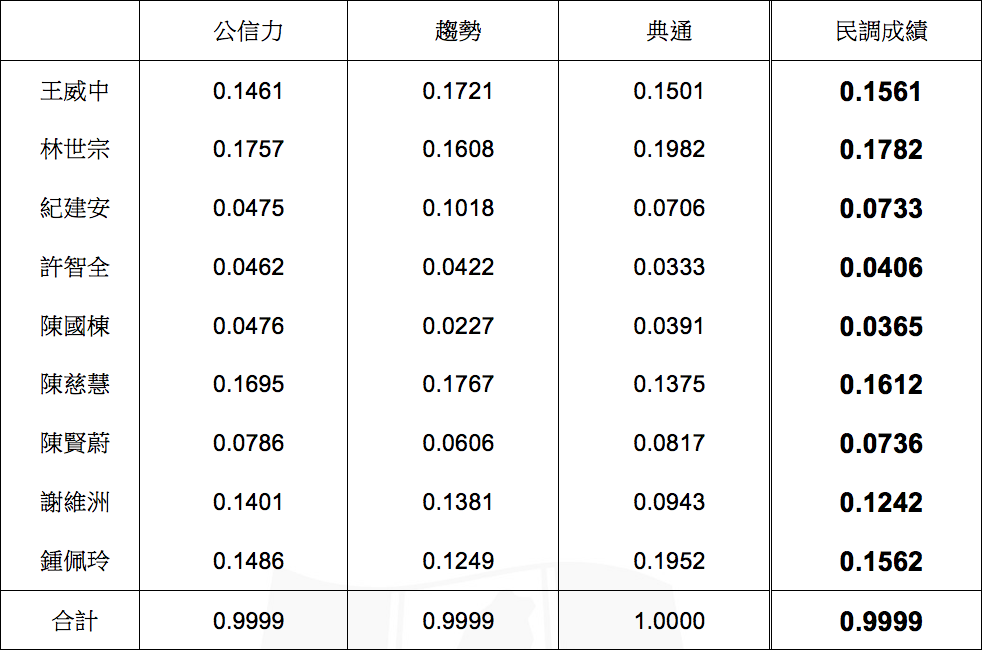 公信力 趨勢 典通 民調成績
王威中 0.1461 0.1721 0.1501 0.1561
林世宗 0.1757 0.1608 0.1982 0.1782
紀建安 0.0475 0.1018 0.0706 0.0733
許智全 0.0462 0.0422 0.0333 0.0406
陳國棟 0.0476 0.0227 0.0391 0.0365
陳慈慧 0.1695 0.1767 0.1375 0.1612
陳賢蔚 0.0786 0.0606 0.0817 0.0736
謝維洲 0.1401 0.1381 0.0943 0.1242
鍾佩玲 0.1486 0.1249 0.1952 0.1562
合計 0.9999 0.9999 1.0000 0.9999